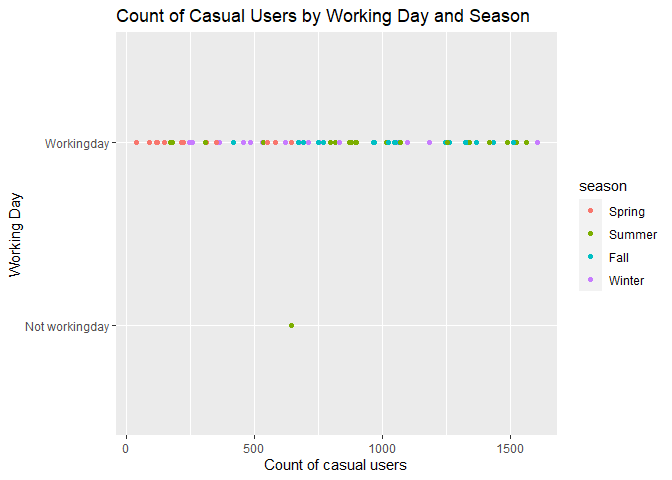 Count of Casual Users by Working Day and Season
Working Day
Workingday
Not workingday
0 500 1000 1500
Count of casual users
season
Spring
Summer
Fall
Winter